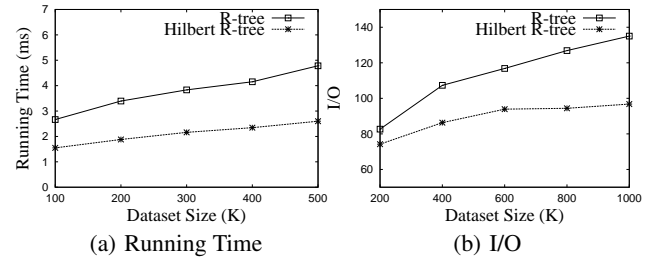 7
6
5
4
3
2
1
0
Running Time (ms)
R-tree
Hilbert R-tree
100 200 300 400 500
Dataset Size (K)
(a) Running Time
140
120
100
80
60
I/O
R-tree
Hilbert R-tree
200 400 600 800 1000
Dataset Size (K)
(b) I/O